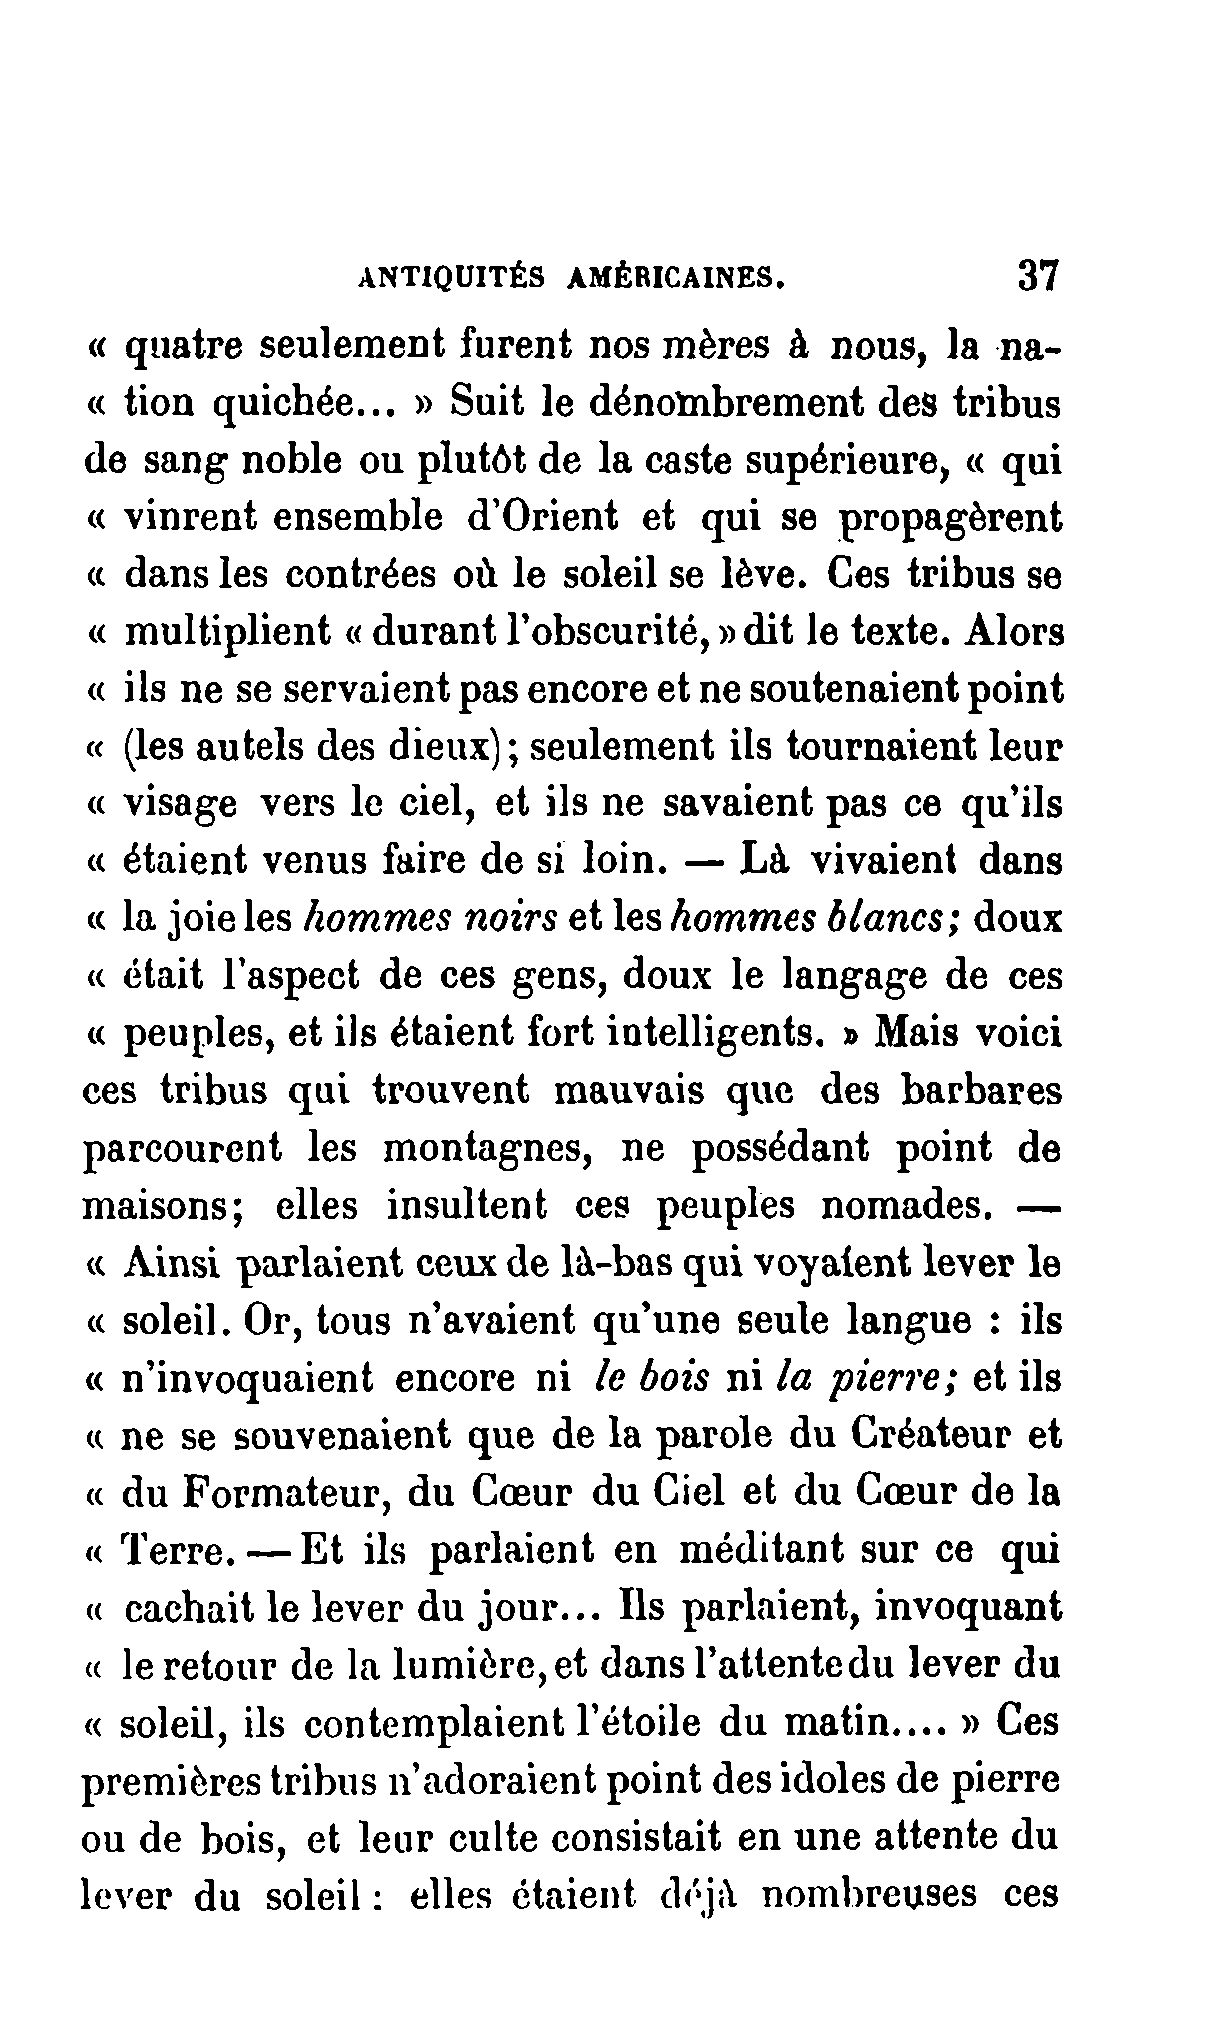 ANTIQUITÉS AMÉRICAINES. 37
« quatre seulement furent nos mères à nous, la na-
« tion quichée... » Suit le dénombrement des tribus
de sang noble ou plutôt de la caste supérieure, « qui
« vinrent ensemble d'Orient et qui se propagèrent
« dans les contrées où le soleil se lève. Ces tribus se
« multiplient « durant l'obscurité, » dit le texte. Alors
« ils ne se servaient pas encore et ne soutenaient point
« (les autels des dieux); seulement ils tournaient leur
« visage vers le ciel, et ils ne savaient pas ce qu'ils
« étaient venus faire de si loin. — Là vivaient dans
« la joie les hommes noirs et les hommes blancs; doux
« était l'aspect de ces gens, doux le langage de ces
« peuples, et ils étaient fort intelligents. » Mais voici
ces tribus qui trouvent mauvais que des barbares
parcourent les montagnes, ne possédant point de
maisons; elles insultent ces peuples nomades. —
« Ainsi parlaient ceux de là-bas qui voyaient lever le
« soleil. Or, tous n'avaient qu'une seule langue : ils
« n'invoquaient encore ni le bois ni la pierre; et ils
« ne se souvenaient que de la parole du Créateur et
« du Formateur, du Cœur du Ciel et du Cœur de la
« Terre. — Et ils parlaient en méditant sur ce qui
« cachait le lever du jour... Ils parlaient, invoquant
« le retour de la lumière, et dans l'attente du lever du
« soleil, ils contemplaient l'étoile du matin.... » Ces
premières tribus n'adoraient point des idoles de pierre
ou de bois, et leur culte consistait en une attente du
lever du soleil : elles étaient déjà nombreuses ces